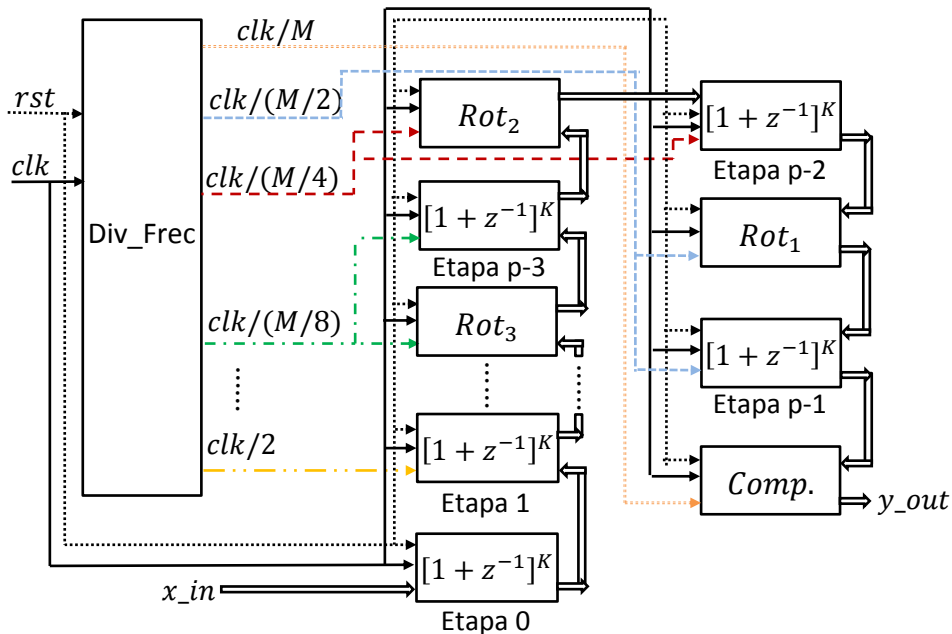 clk/M
rst
clk/(M/2)
Rot₂
[1 + z⁻¹]ᴷ
Etapa p-2
clk
clk/(M/4)
Div_Frec
[1 + z⁻¹]ᴷ
Etapa p-3
Rot₁
clk/(M/8)
Rot₃
[1 + z⁻¹]ᴷ
Etapa p-1
clk/2
[1 + z⁻¹]ᴷ
Etapa 1
Comp.
y_out
[1 + z⁻¹]ᴷ
Etapa 0
x_in